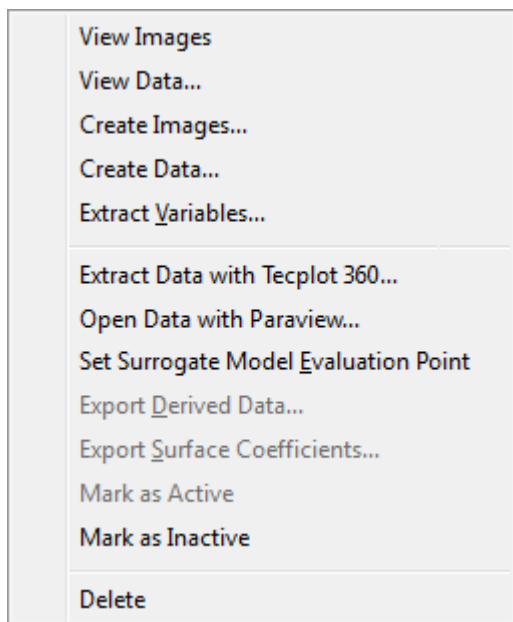 View Images
View Data...
Create Images...
Create Data...
Extract Variables...
Extract Data with Tecplot 360...
Open Data with Paraview...
Set Surrogate Model Evaluation Point
Export Derived Data...
Export Surface Coefficients...
Mark as Active
Mark as Inactive
Delete